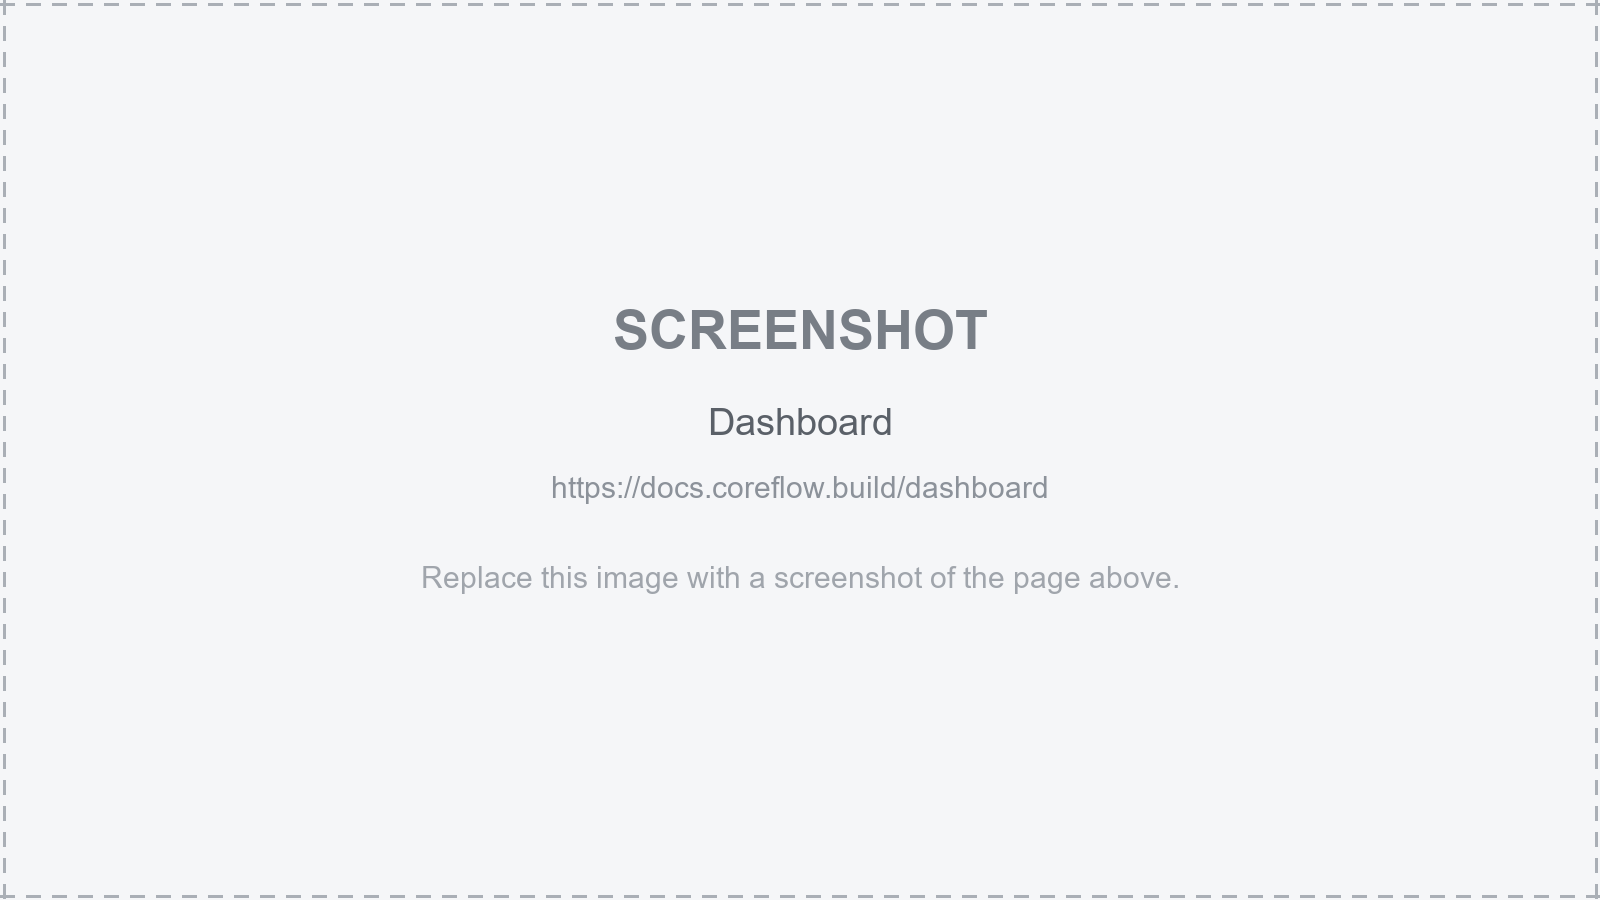 SCREENSHOT
Dashboard
https://docs.coreflow.build/dashboard
Replace this image with a screenshot of the page above.